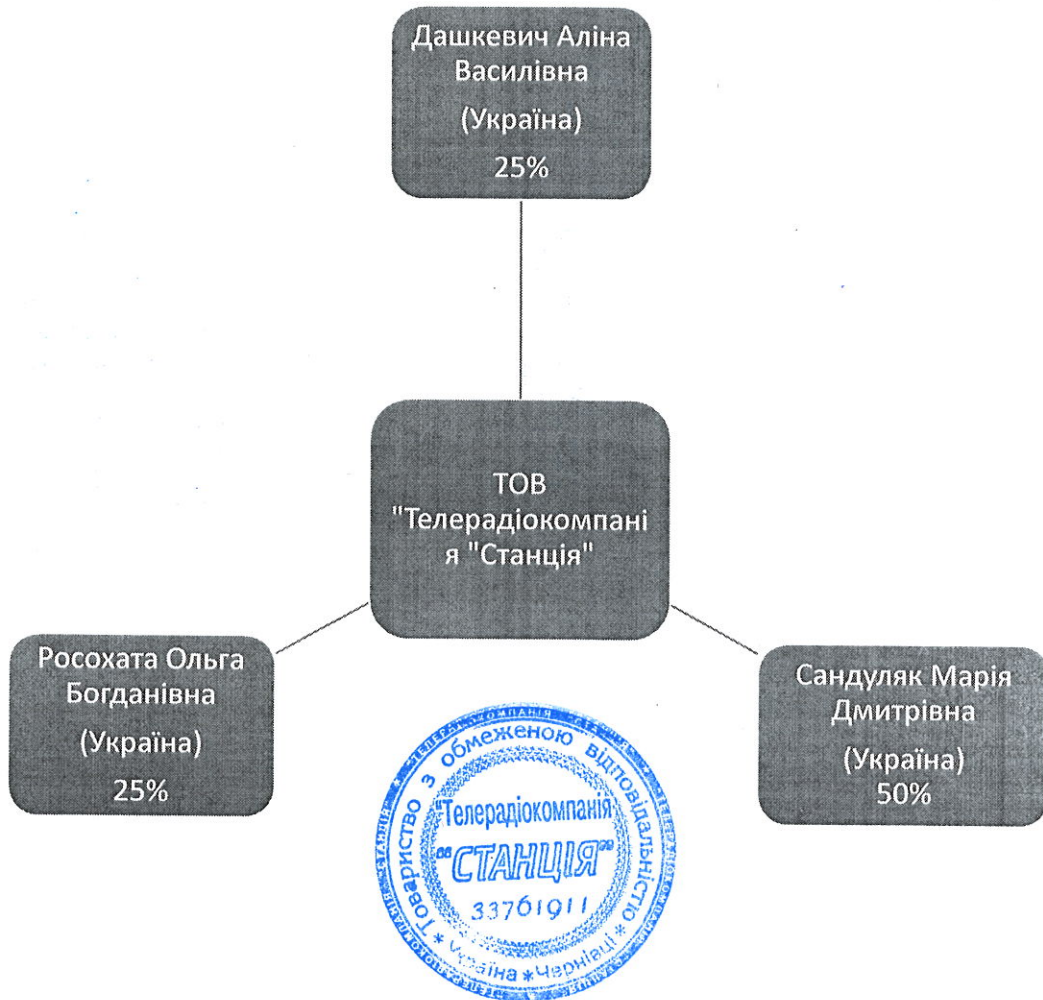 Дашкевич Аліна
Василівна
(Україна)
25%
ТОВ
"Телерадіокомпані
я "Станція"
Росохата Ольга
Богданівна
(Україна)
25%
Сандуляк Марія
Дмитрівна
(Україна)
50%
* Товариство з обмеженою відповідальністю *
"Телерадіокомпанія
"СТАНЦІЯ"
33761911
Україна * Чернівці